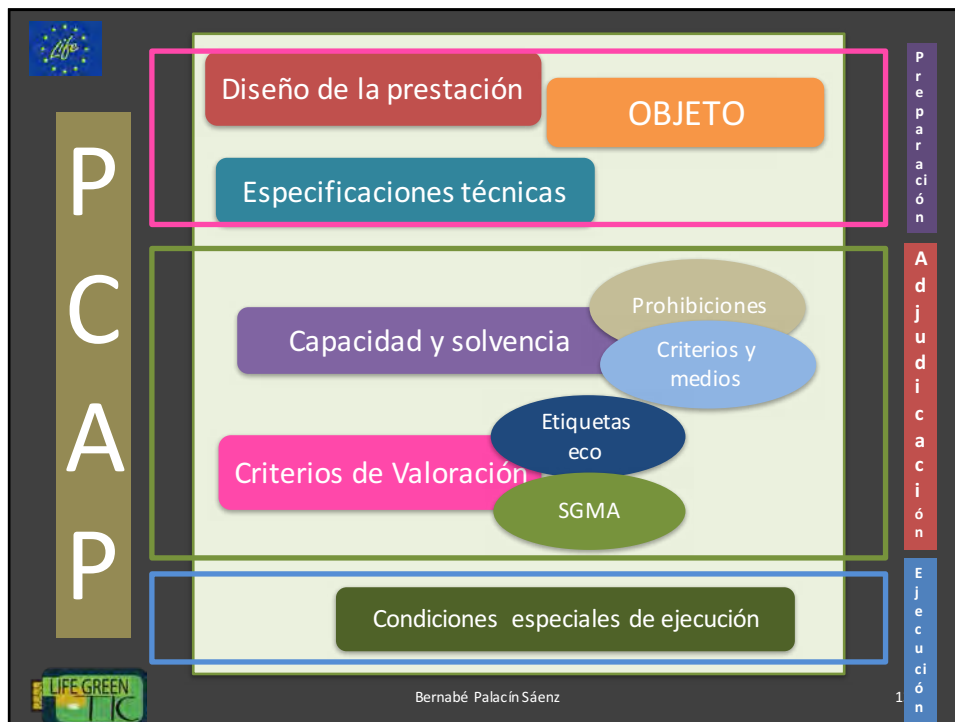 Life
PCAP
Diseño de la prestación
OBJETO
Especificaciones técnicas
Preparación
Capacidad y solvencia
Prohibiciones
Criterios y
medios
Etiquetas
eco
Criterios de Valoración
SGMA
Adjudicación
Condiciones especiales de ejecución
Ejecución
LIFE GREEN
TIC
Bernabé Palacín Sáenz